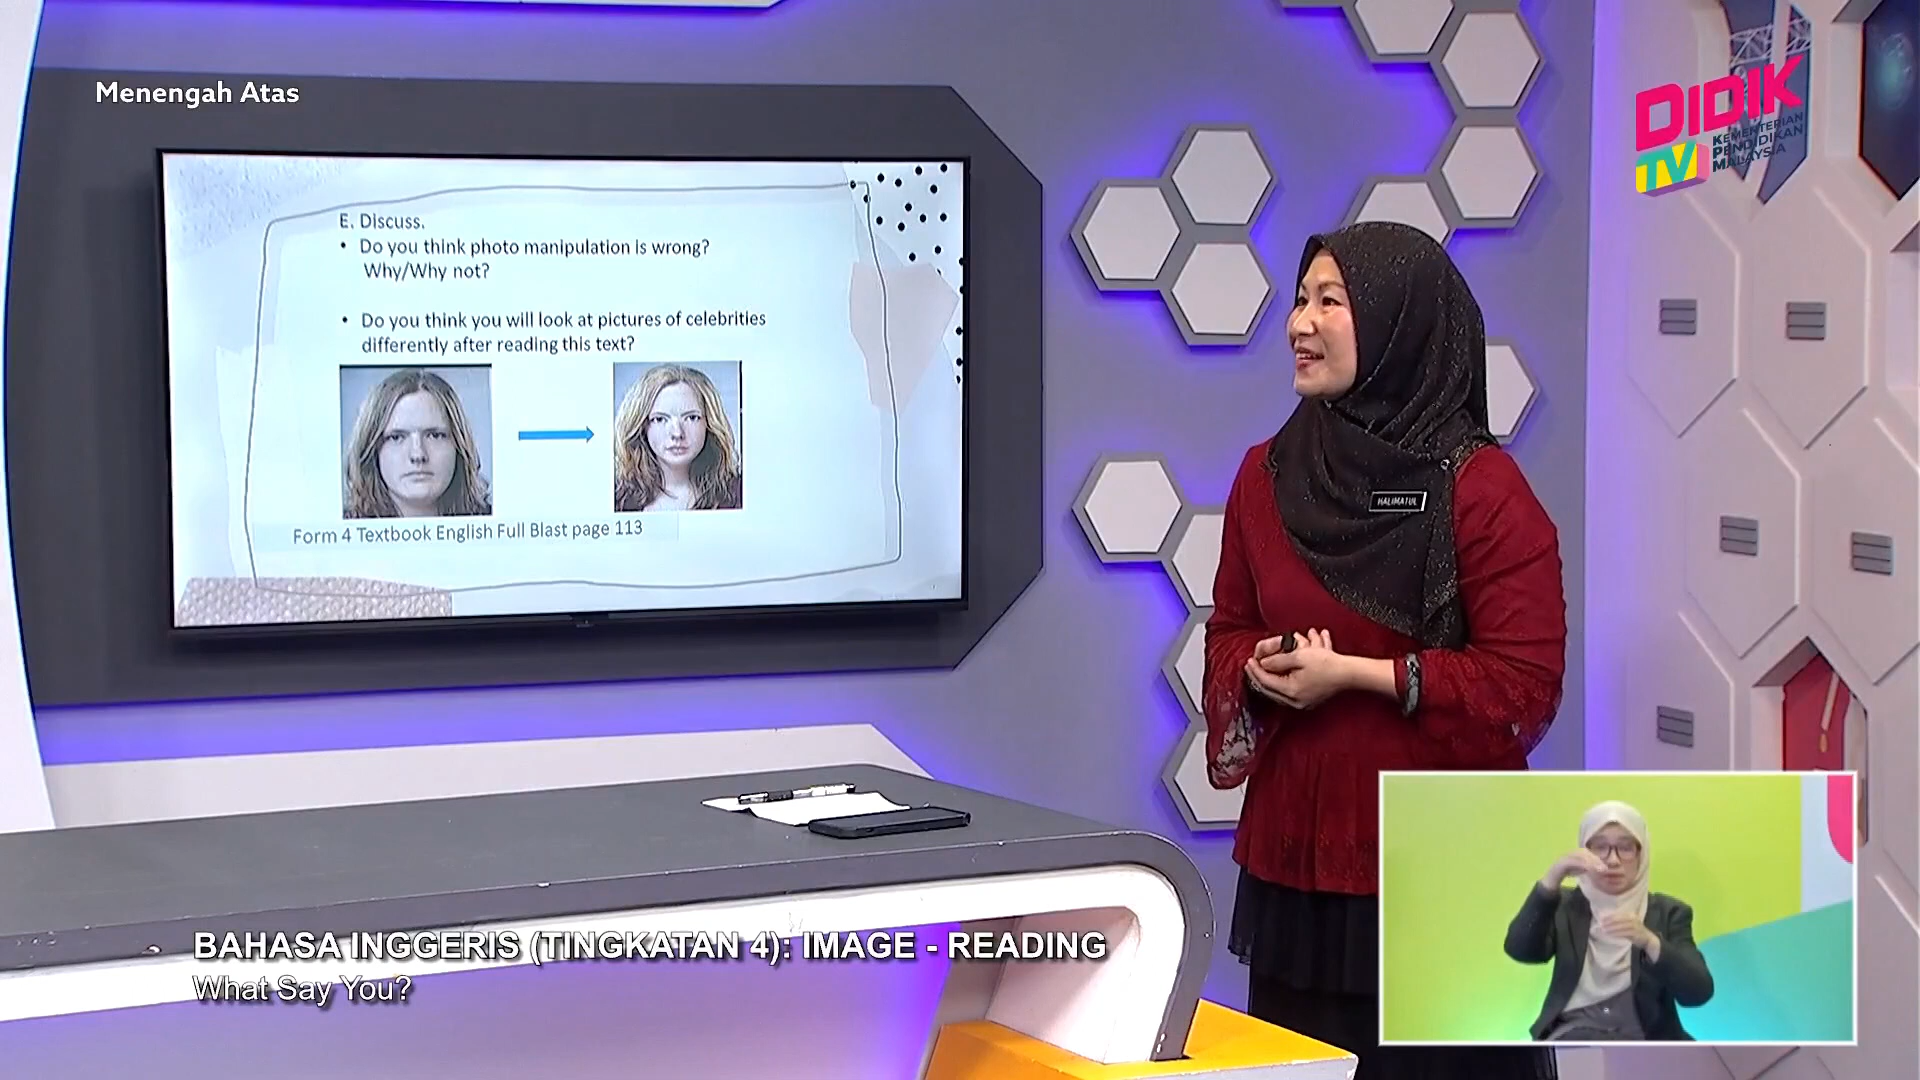 Menengah Atas
DIDIK
TV
KEMENTERIAN
PENDIDIKAN
MALAYSIA
E. Discuss.
• Do you think photo manipulation is wrong?
Why/Why not?
• Do you think you will look at pictures of celebrities
differently after reading this text?
Form 4 Textbook English Full Blast page 113
HALIMATUL
BAHASA INGGERIS (TINGKATAN 4): IMAGE - READING
What Say You?